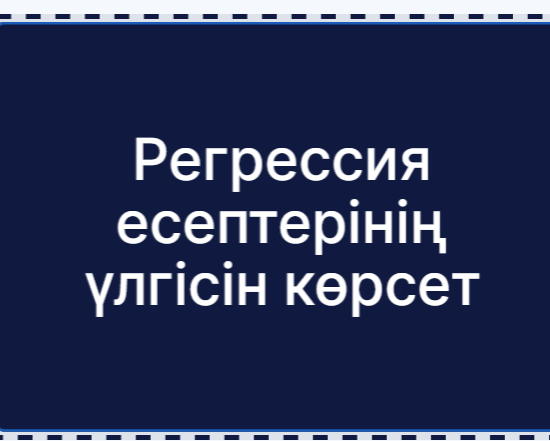 Регрессия
есептерінің
үлгісін көрсет